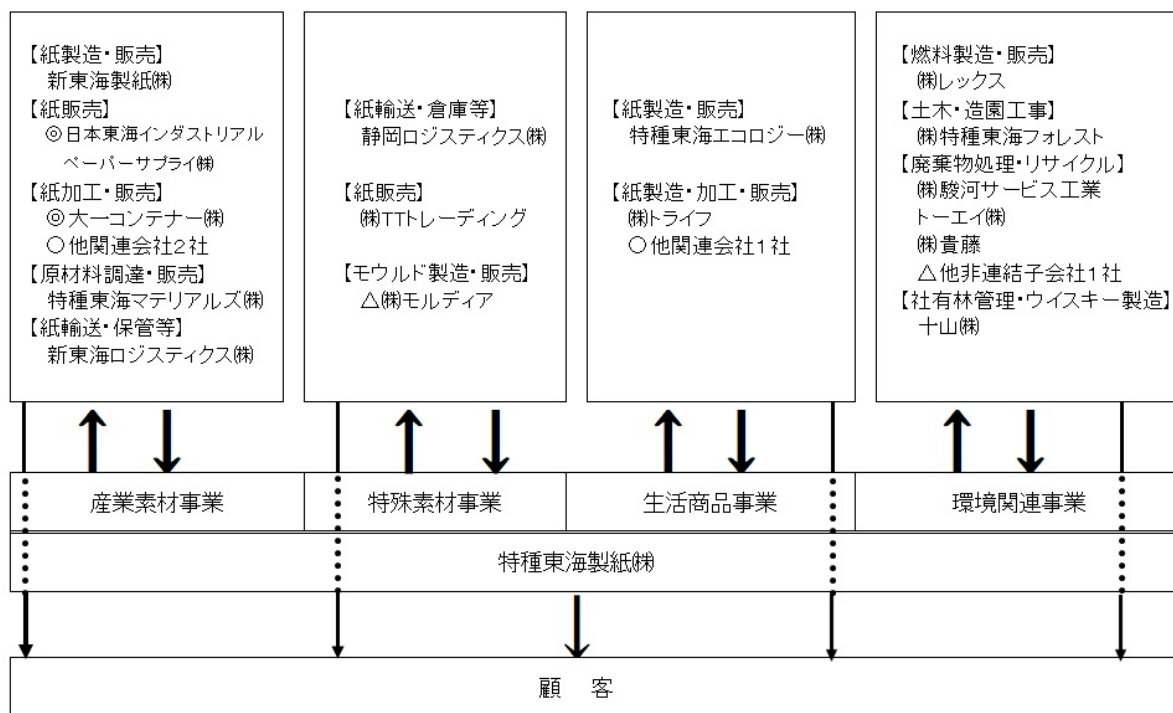 【紙製造・販売】
新東海製紙㈱
【紙販売】
◎日本東海インダストリアル
ペーパーサプライ㈱
【紙加工・販売】
◎大一コンテナー㈱
○他関連会社2社
【原材料調達・販売】
特種東海マテリアルズ㈱
【紙輸送・保管等】
新東海ロジスティクス㈱
【紙輸送・倉庫等】
静岡ロジスティクス㈱
【紙販売】
㈱TTトレーディング
【モウルド製造・販売】
△㈱モルディア
【紙製造・販売】
特種東海エコロジー㈱
【紙製造・加工・販売】
㈱トライフ
○他関連会社1社
【燃料製造・販売】
㈱レックス
【土木・造園工事】
㈱特種東海フォレスト
【廃棄物処理・リサイクル】
㈱駿河サービス工業
トーエイ㈱
㈱貴藤
△他非連結子会社1社
【社有林管理・ウイスキー製造】
十山㈱
産業素材事業
特殊素材事業
生活商品事業
環境関連事業
特種東海製紙㈱
顧 客